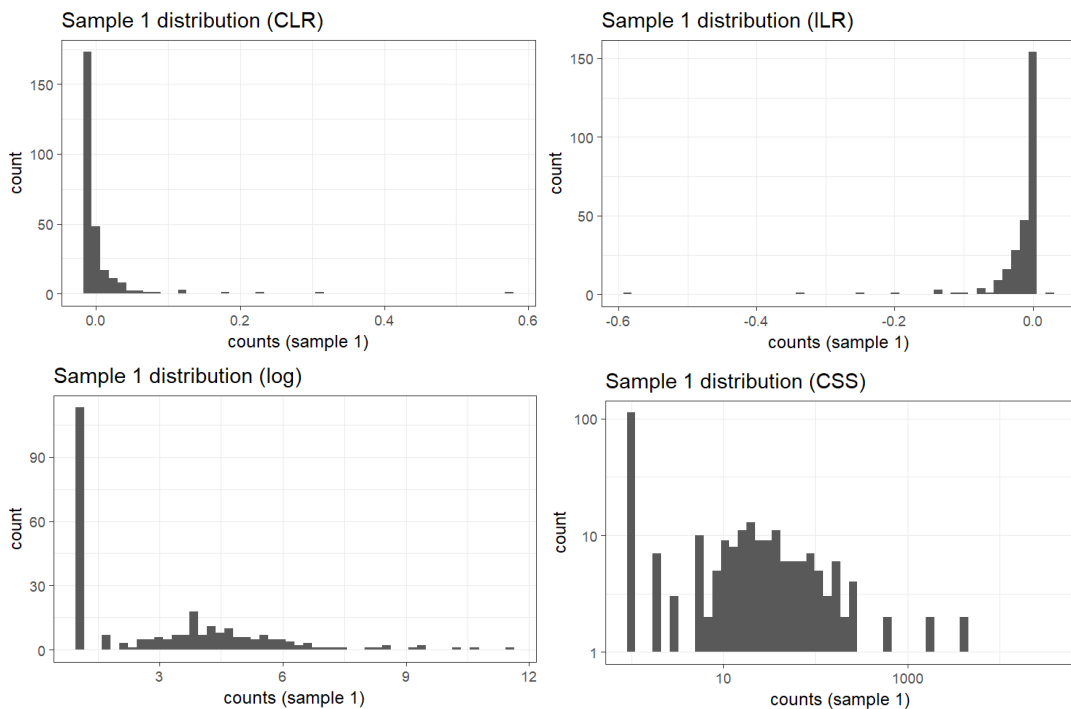 Sample 1 distribution (CLR)
150
100
50
0
count
0.0 0.2 0.4 0.6
counts (sample 1)
Sample 1 distribution (ILR)
150
100
50
0
count
-0.6 -0.4 -0.2 0.0
counts (sample 1)
Sample 1 distribution (log)
90
60
30
0
count
3 6 9 12
counts (sample 1)
Sample 1 distribution (CSS)
100
10
1
count
10 1000
counts (sample 1)